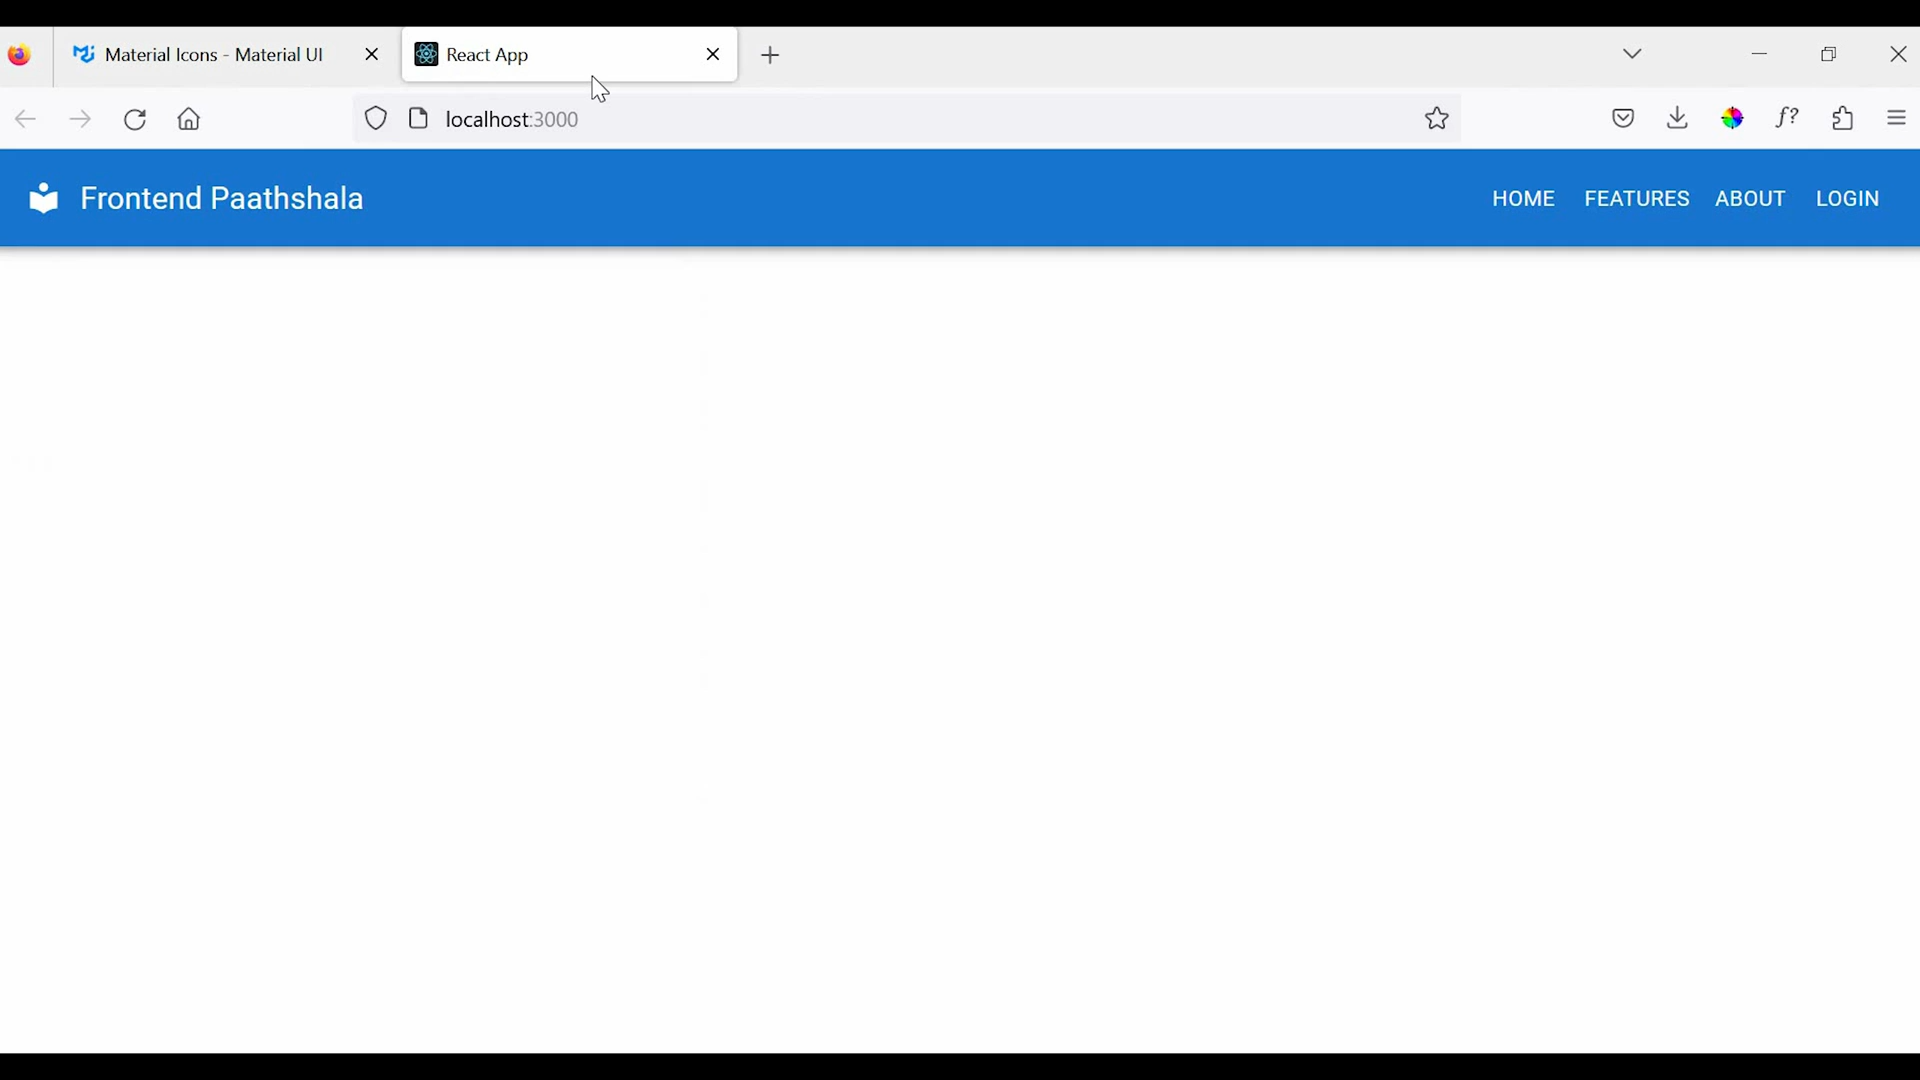 Material Icons - Material UI
React App
localhost:3000
f?
Frontend Paathshala
HOME FEATURES ABOUT LOGIN